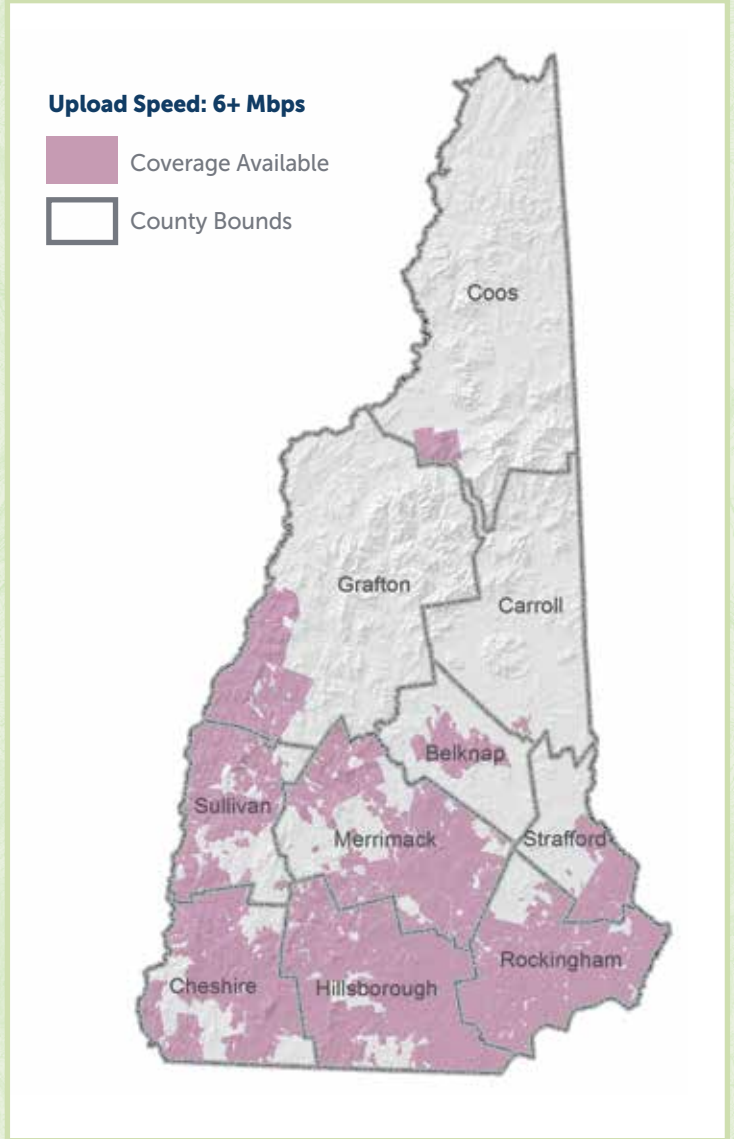 Upload Speed: 6+ Mbps
Coverage Available
County Bounds
Coos
Grafton
Carroll
Belknap
Sullivan
Merrimack
Strafford
Rockingham
Cheshire
Hillsborough